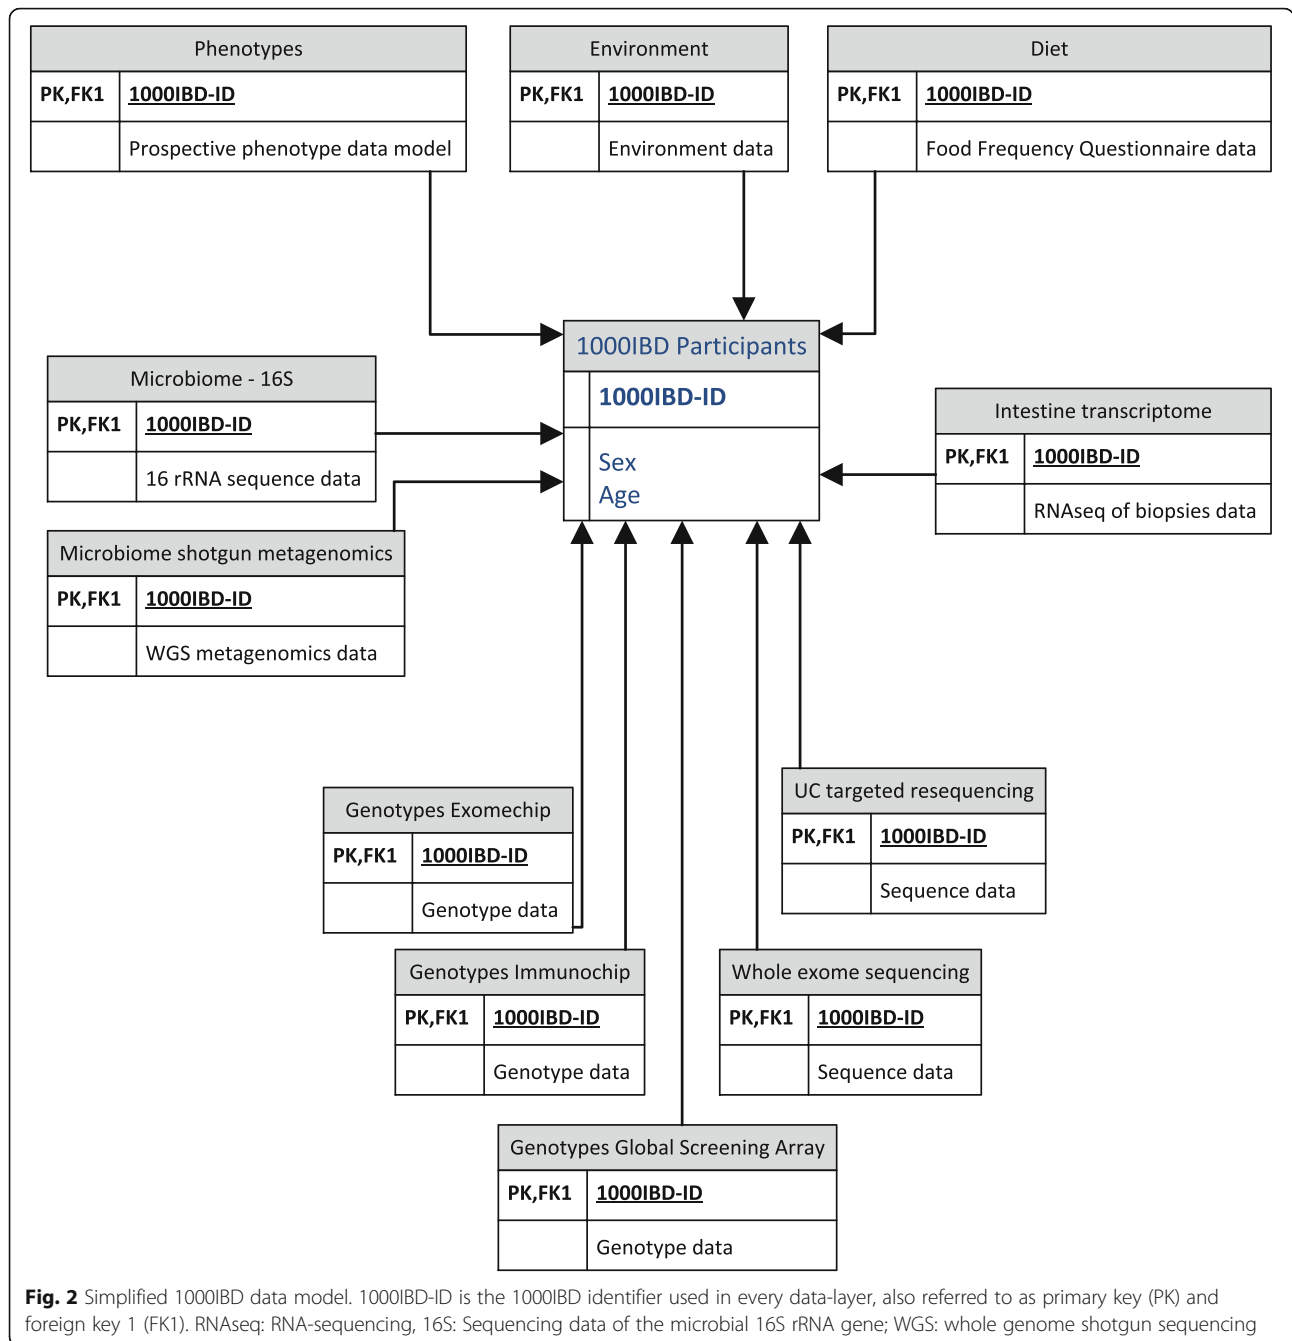 Phenotypes
PK,FK1 1000IBD-ID
Prospective phenotype data model
Environment
PK,FK1 1000IBD-ID
Environment data
Diet
PK,FK1 1000IBD-ID
Food Frequency Questionnaire data
1000IBD Participants
1000IBD-ID
Sex
Age
Microbiome - 16S
PK,FK1 1000IBD-ID
16 rRNA sequence data
Intestine transcriptome
PK,FK1 1000IBD-ID
RNAseq of biopsies data
Microbiome shotgun metagenomics
PK,FK1 1000IBD-ID
WGS metagenomics data
UC targeted resequencing
PK,FK1 1000IBD-ID
Sequence data
Genotypes Exomechip
PK,FK1 1000IBD-ID
Genotype data
Genotypes Immunochip
PK,FK1 1000IBD-ID
Genotype data
Whole exome sequencing
PK,FK1 1000IBD-ID
Sequence data
Genotypes Global Screening Array
PK,FK1 1000IBD-ID
Genotype data
Fig. 2 Simplified 1000IBD data model. 1000IBD-ID is the 1000IBD identifier used in every data-layer, also referred to as primary key (PK) and
foreign key 1 (FK1). RNAseq: RNA-sequencing, 16S: Sequencing data of the microbial 16S rRNA gene; WGS: whole genome shotgun sequencing